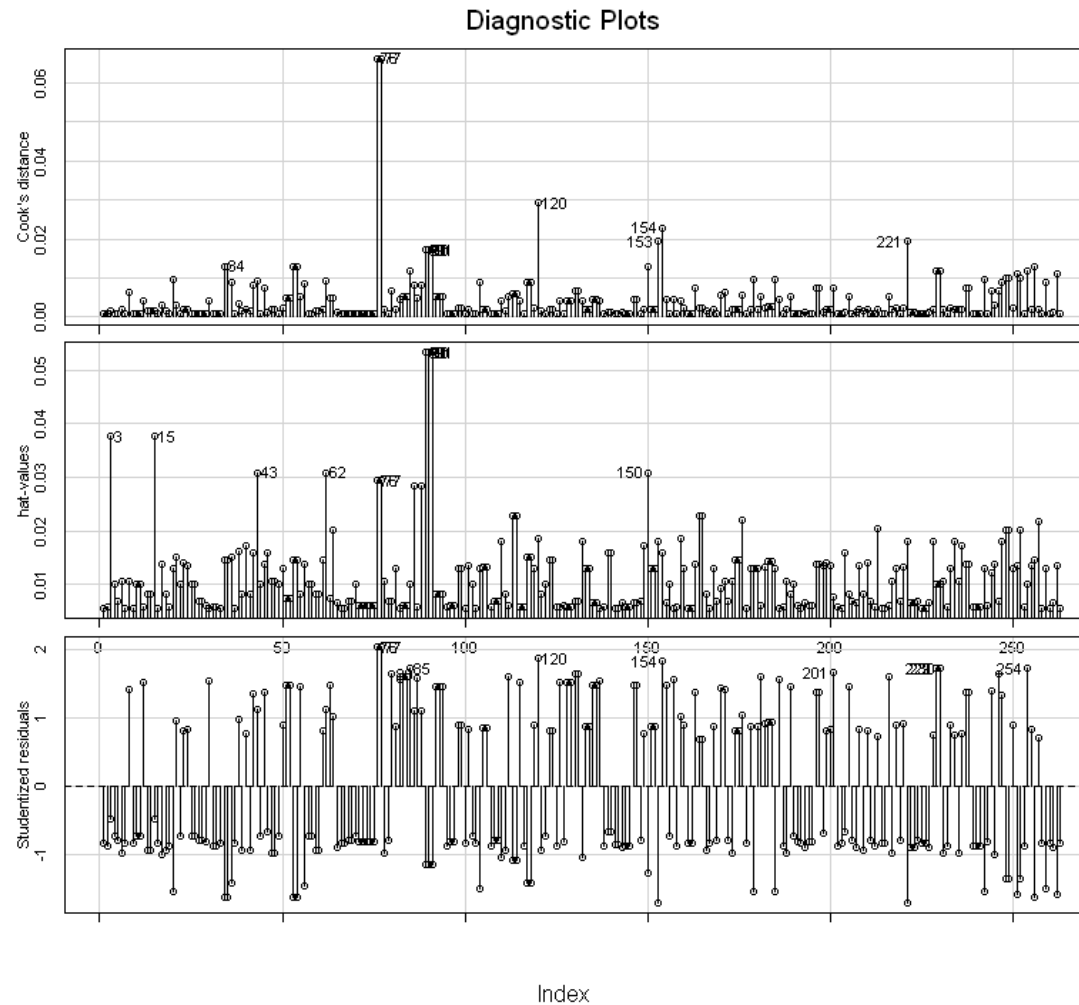 Diagnostic Plots
Cook's distance
0.00 0.02 0.04 0.06
34
120
153
154
221
hat-values
0.01 0.02 0.03 0.04 0.05
3
15
43
62
150
Studentized residuals
-1 0 1 2
0 50 100 150 200 250
85
120
154
201
254
Index